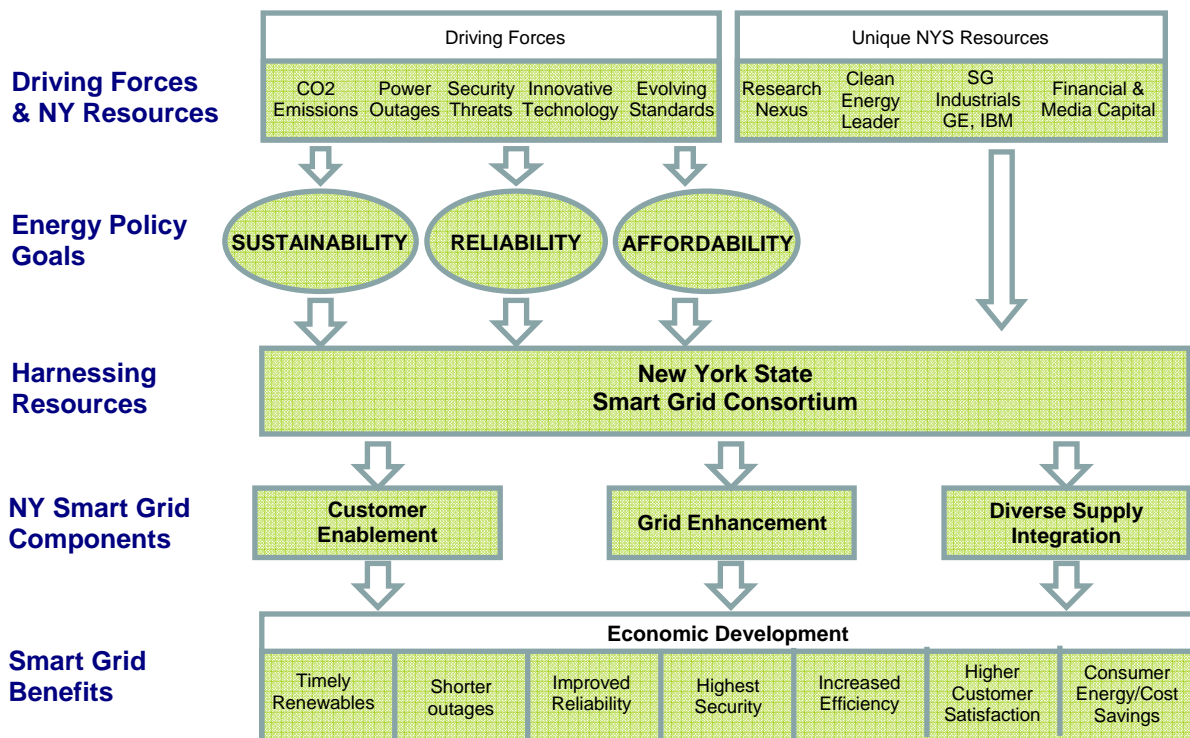 Driving Forces
Unique NYS Resources
Driving Forces
& NY Resources
CO2
Emissions
Power
Outages
Security
Threats
Innovative
Technology
Evolving
Standards
Research
Nexus
Clean
Energy
Leader
SG
Industrials
GE, IBM
Financial &
Media Capital
Energy Policy
Goals
SUSTAINABILITY
RELIABILITY
AFFORDABILITY
Harnessing
Resources
New York State
Smart Grid Consortium
NY Smart Grid
Components
Customer
Enablement
Grid Enhancement
Diverse Supply
Integration
Smart Grid
Benefits
Economic Development
Timely
Renewables
Shorter
outages
Improved
Reliability
Highest
Security
Increased
Efficiency
Higher
Customer
Satisfaction
Consumer
Energy/Cost
Savings